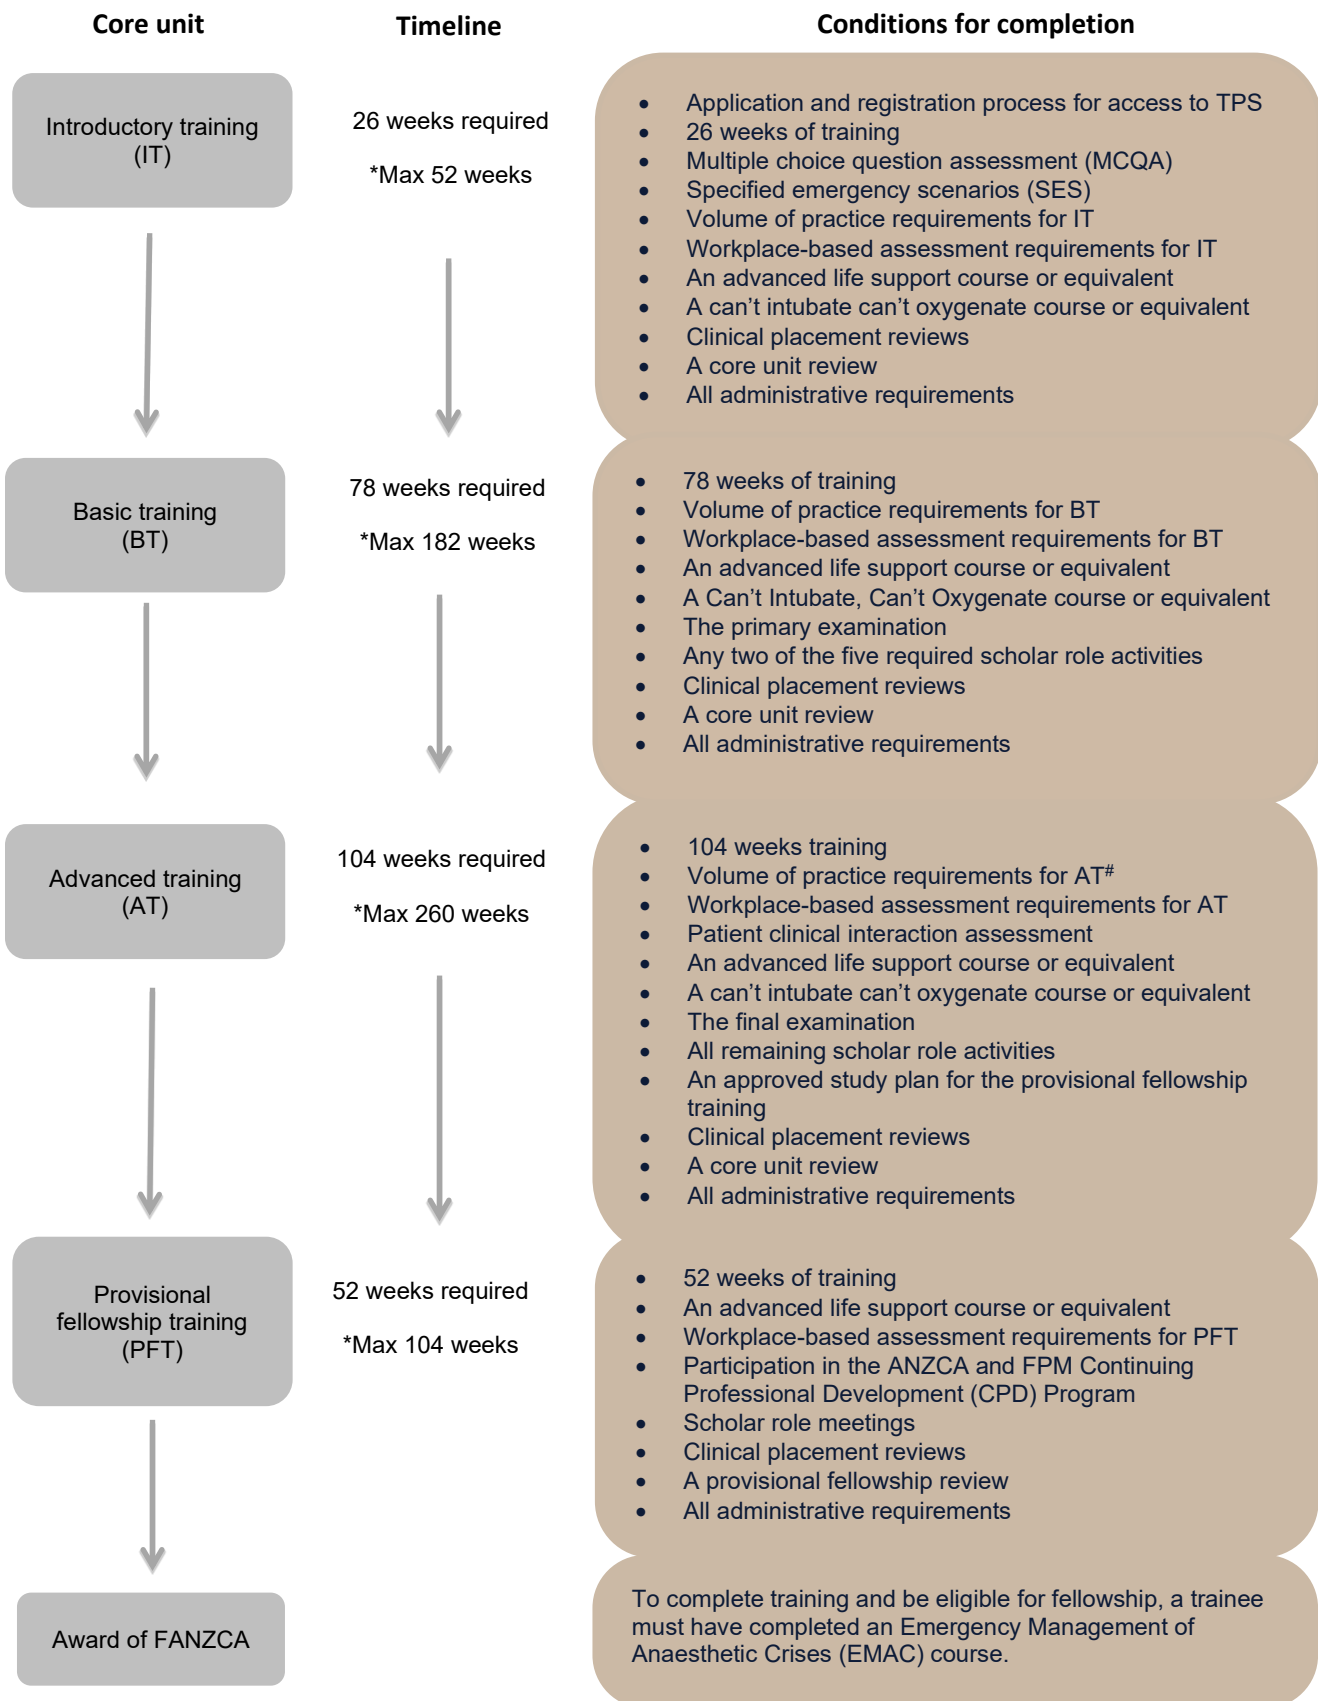 Core unit
Timeline
Conditions for completion
Introductory training
(IT)
26 weeks required
*Max 52 weeks
• Application and registration process for access to TPS
• 26 weeks of training
• Multiple choice question assessment (MCQA)
• Specified emergency scenarios (SES)
• Volume of practice requirements for IT
• Workplace-based assessment requirements for IT
• An advanced life support course or equivalent
• A can’t intubate can’t oxygenate course or equivalent
• Clinical placement reviews
• A core unit review
• All administrative requirements
Basic training
(BT)
78 weeks required
*Max 182 weeks
• 78 weeks of training
• Volume of practice requirements for BT
• Workplace-based assessment requirements for BT
• An advanced life support course or equivalent
• A Can’t Intubate, Can’t Oxygenate course or equivalent
• The primary examination
• Any two of the five required scholar role activities
• Clinical placement reviews
• A core unit review
• All administrative requirements
Advanced training
(AT)
104 weeks required
*Max 260 weeks
• 104 weeks training
• Volume of practice requirements for AT#
• Workplace-based assessment requirements for AT
• Patient clinical interaction assessment
• An advanced life support course or equivalent
• A can’t intubate can’t oxygenate course or equivalent
• The final examination
• All remaining scholar role activities
• An approved study plan for the provisional fellowship
training
• Clinical placement reviews
• A core unit review
• All administrative requirements
Provisional
fellowship training
(PFT)
52 weeks required
*Max 104 weeks
• 52 weeks of training
• An advanced life support course or equivalent
• Workplace-based assessment requirements for PFT
• Participation in the ANZCA and FPM Continuing
Professional Development (CPD) Program
• Scholar role meetings
• Clinical placement reviews
• A provisional fellowship review
• All administrative requirements
Award of FANZCA
To complete training and be eligible for fellowship, a trainee
must have completed an Emergency Management of
Anaesthetic Crises (EMAC) course.